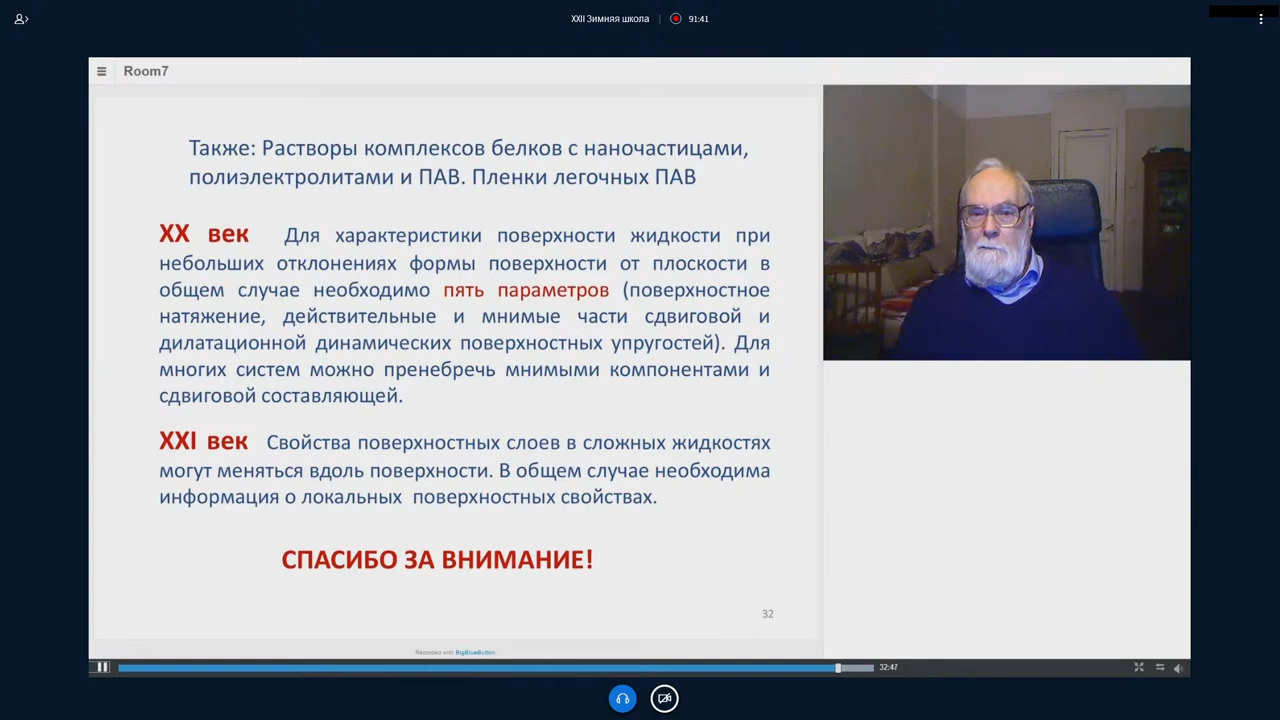 XXII Зимняя школа
91:41
Room7
Также: Растворы комплексов белков с наночастицами,
полиэлектролитами и ПАВ. Пленки легочных ПАВ
XX век Для характеристики поверхности жидкости при
небольших отклонениях формы поверхности от плоскости в
общем случае необходимо пять параметров (поверхностное
натяжение, действительные и мнимые части сдвиговой и
дилатационной динамических поверхностных упругостей). Для
многих систем можно пренебречь мнимыми компонентами и
сдвиговой составляющей.
XXI век Свойства поверхностных слоев в сложных жидкостях
могут меняться вдоль поверхности. В общем случае необходима
информация о локальных поверхностных свойствах.
СПАСИБО ЗА ВНИМАНИЕ!
32
Recorded with BigBlueButton.
32:47